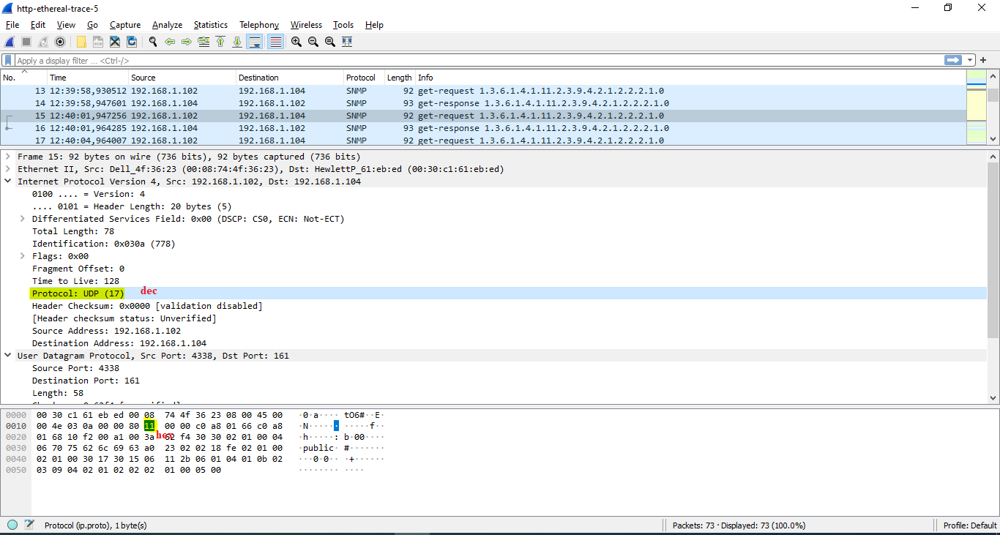 http-ethereal-trace-5
File Edit View Go Capture Analyze Statistics Telephony Wireless Tools Help
Apply a display filter ... <Ctrl-/>
No. Time Source Destination Protocol Length Info
13 12:39:58,930512 192.168.1.102 192.168.1.104 SNMP 92 get-request 1.3.6.1.4.1.11.2.3.9.4.2.1.2.2.2.1.0
14 12:39:58,947601 192.168.1.104 192.168.1.102 SNMP 93 get-response 1.3.6.1.4.1.11.2.3.9.4.2.1.2.2.2.1.0
15 12:40:01,947256 192.168.1.102 192.168.1.104 SNMP 92 get-request 1.3.6.1.4.1.11.2.3.9.4.2.1.2.2.2.1.0
16 12:40:01,964285 192.168.1.104 192.168.1.102 SNMP 93 get-response 1.3.6.1.4.1.11.2.3.9.4.2.1.2.2.2.1.0
17 12:40:04,964007 192.168.1.102 192.168.1.104 SNMP 92 get-request 1.3.6.1.4.1.11.2.3.9.4.2.1.2.2.2.1.0
Frame 15: 92 bytes on wire (736 bits), 92 bytes captured (736 bits)
Ethernet II, Src: Dell_4f:36:23 (00:08:74:4f:36:23), Dst: HewlettP_61:eb:ed (00:30:c1:61:eb:ed)
Internet Protocol Version 4, Src: 192.168.1.102, Dst: 192.168.1.104
0100 .... = Version: 4
.... 0101 = Header Length: 20 bytes (5)
Differentiated Services Field: 0x00 (DSCP: CS0, ECN: Not-ECT)
Total Length: 78
Identification: 0x030a (778)
Flags: 0x00
Fragment Offset: 0
Time to Live: 128
Protocol: UDP (17) dec
Header Checksum: 0x0000 [validation disabled]
[Header checksum status: Unverified]
Source Address: 192.168.1.102
Destination Address: 192.168.1.104
User Datagram Protocol, Src Port: 4338, Dst Port: 161
Source Port: 4338
Destination Port: 161
Length: 58
0000 00 30 c1 61 eb ed 00 08 74 4f 36 23 08 00 45 00 ·0·a···· tO6#··E·
0010 00 4e 03 0a 00 00 80 11 00 00 c0 a8 01 66 c0 a8 ·N······ ·····f··
0020 01 68 10 f2 00 a1 00 3a 62 f4 30 30 02 01 00 04 ·h·····: b·00····
hex
0030 06 70 75 62 6c 69 63 a0 23 02 02 18 fe 02 01 00 ·public· #·······
0040 02 01 00 30 17 30 15 06 11 2b 06 01 04 01 0b 02 ···0·0·· ·+······
0050 03 09 04 02 01 02 02 02 01 00 05 00 ········ ····
Protocol (ip.proto), 1 byte(s) Packets: 73 · Displayed: 73 (100.0%) Profile: Default